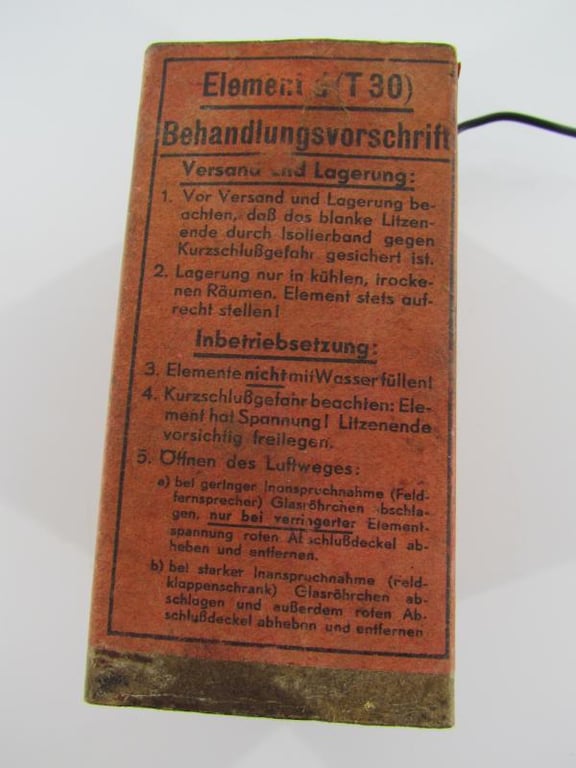 Element (T 30)
Behandlungsvorschrift
Versand und Lagerung:
1. Vor Versand und Lagerung be-
achten, daß das blanke Litzen-
ende durch Isolierband gegen
Kurzschlußgefahr gesichert ist.
2. Lagerung nur in kühlen, trocke-
nen Räumen. Element stets auf-
recht stellen!
Inbetriebsetzung:
3. Elemente nicht mit Wasser füllen!
4. Kurzschlußgefahr beachten: Ele-
ment hat Spannung! Litzenende
vorsichtig freilegen.
5. Öffnen des Luftweges:
a) bei geringer Inanspruchnahme (Feld-
fernsprecher) Glasröhrchen abschla-
gen, nur bei verringerter Element-
spannung roten Abschlußdeckel ab-
heben und entfernen.
b) bei starker Inanspruchnahme (Feld-
klappenschrank) Glasröhrchen ab-
schlagen und außerdem roten Ab-
schlußdeckel abheben und entfernen